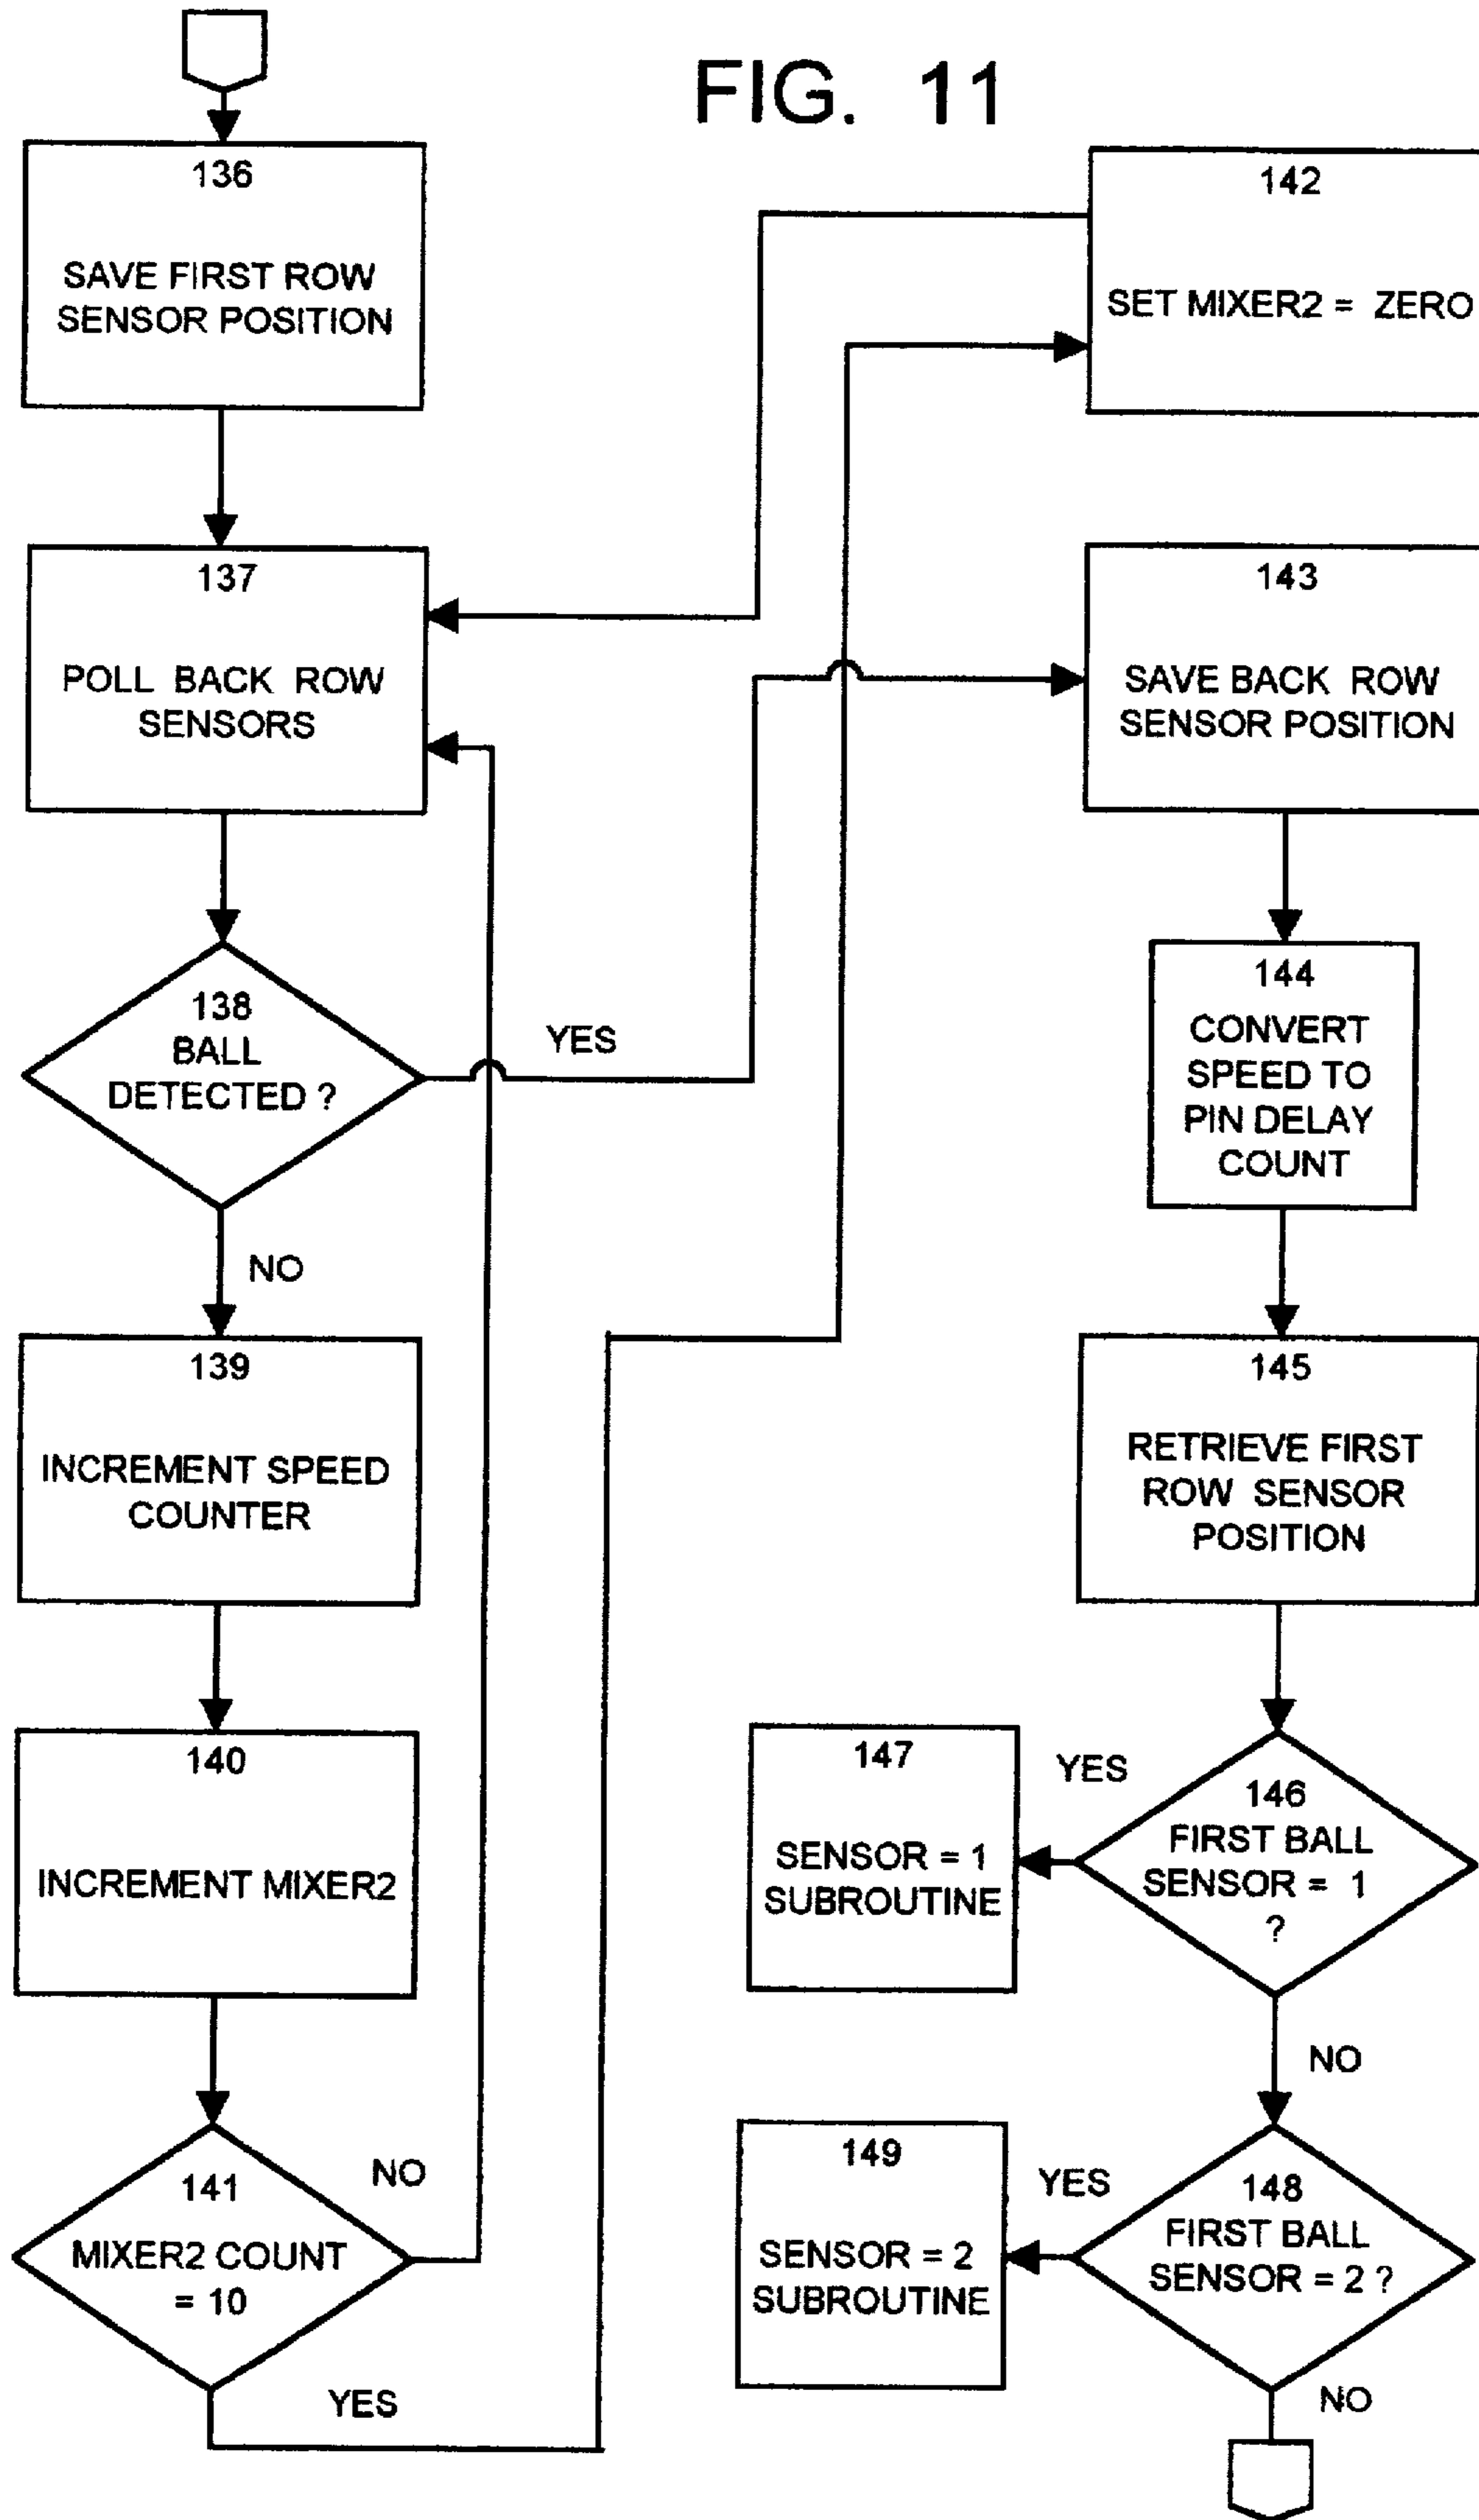 FIG. 11
136
SAVE FIRST ROW
SENSOR POSITION
137
POLL BACK ROW
SENSORS
138
BALL
DETECTED ?
YES
NO
139
INCREMENT SPEED
COUNTER
140
INCREMENT MIXER2
141
MIXER2 COUNT
= 10
NO
YES
142
SET MIXER2 = ZERO
143
SAVE BACK ROW
SENSOR POSITION
144
CONVERT
SPEED TO
PIN DELAY
COUNT
145
RETRIEVE FIRST
ROW SENSOR
POSITION
146
FIRST BALL
SENSOR = 1
?
YES
147
SENSOR = 1
SUBROUTINE
NO
148
FIRST BALL
SENSOR = 2 ?
YES
149
SENSOR = 2
SUBROUTINE
NO